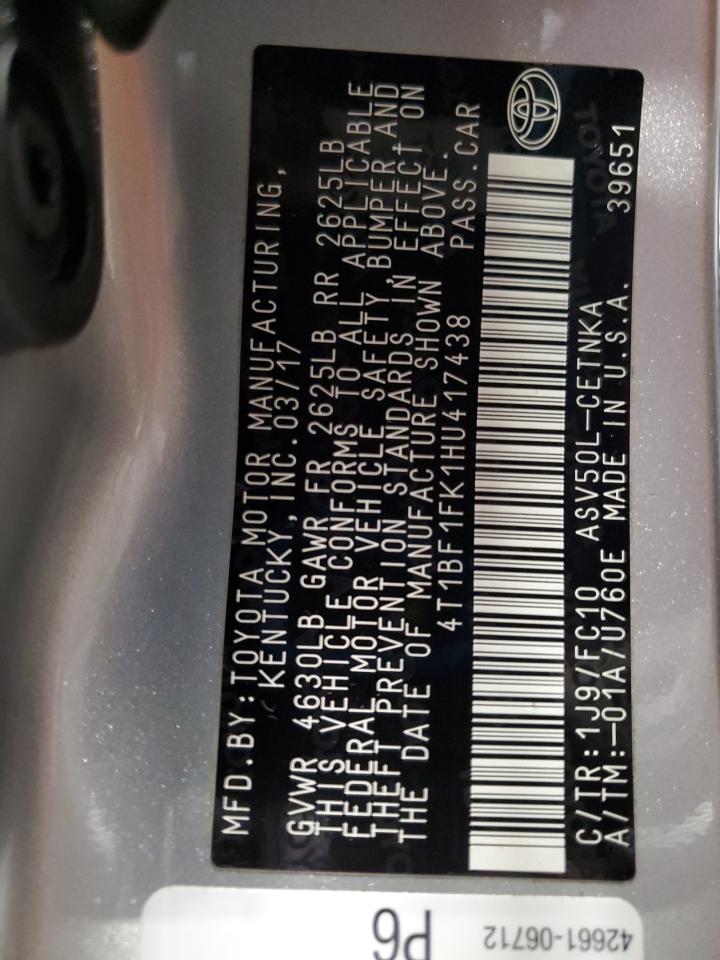 MFD.BY:TOYOTA MOTOR MANUFACTURING,
KENTUCKY, INC.03/17
GVWR 4630LB GAWR FR 2625LB RR 2625LB
THIS VEHICLE CONFORMS TO ALL APPLICABLE
FEDERAL MOTOR VEHICLE SAFETY, BUMPER, AND
THEFT PREVENTION STANDARDS IN EFFECT ON
THE DATE OF MANUFACTURE SHOWN ABOVE.
4T1BF1FK1HU417438 PASS.CAR
C/TR:1J9/FC10 ASV50L-CETNKA
A/TM:-01A/U760E MADE IN U.S.A. 39651
P6
42661-06712